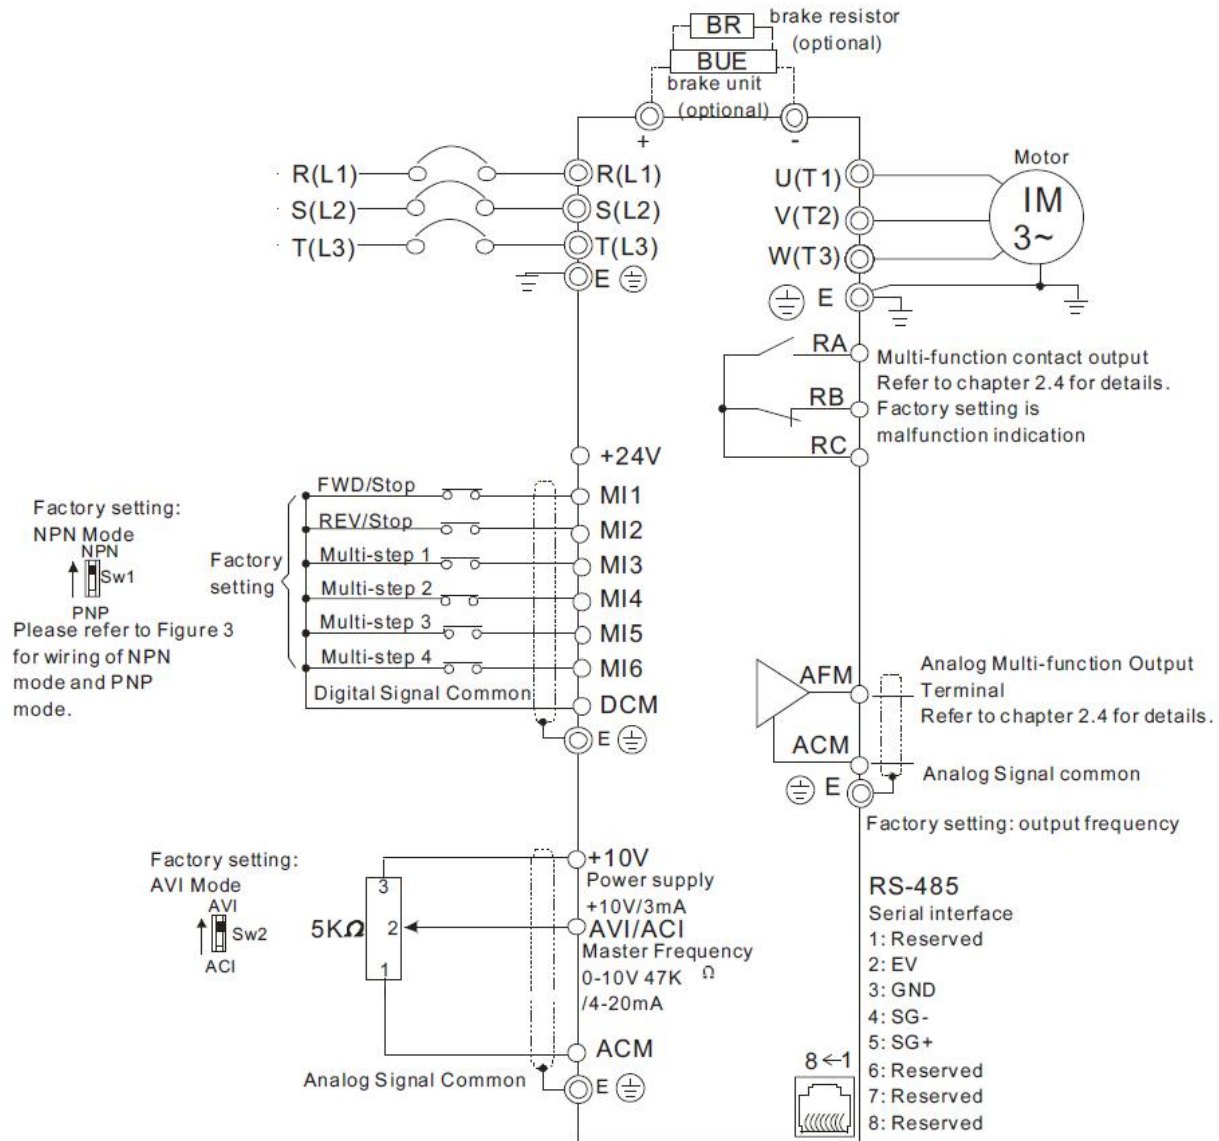 BR
brake resistor
(optional)
BUE
brake unit
(optional)
+
-
R(L1)
R(L1)
S(L2)
S(L2)
T(L3)
T(L3)
E
U(T1)
V(T2)
W(T3)
E
Motor
IM
3~
RA
RB
RC
Multi-function contact output
Refer to chapter 2.4 for details.
Factory setting is
malfunction indication
+24V
Factory setting:
NPN Mode
NPN
Sw1
PNP
Please refer to Figure 3
for wiring of NPN
mode and PNP
mode.
Factory
setting
FWD/Stop
MI1
REV/Stop
MI2
Multi-step 1
MI3
Multi-step 2
MI4
Multi-step 3
MI5
Multi-step 4
MI6
Digital Signal Common
DCM
E
AFM
Analog Multi-function Output
Terminal
Refer to chapter 2.4 for details.
ACM
Analog Signal common
E
Factory setting: output frequency
Factory setting:
AVI Mode
AVI
Sw2
ACI
5KΩ
3
2
1
+10V
Power supply
+10V/3mA
AVI/ACI
Master Frequency
0-10V 47K Ω
/4-20mA
ACM
Analog Signal Common
E
RS-485
Serial interface
1: Reserved
2: EV
3: GND
4: SG-
5: SG+
6: Reserved
7: Reserved
8: Reserved
8←1